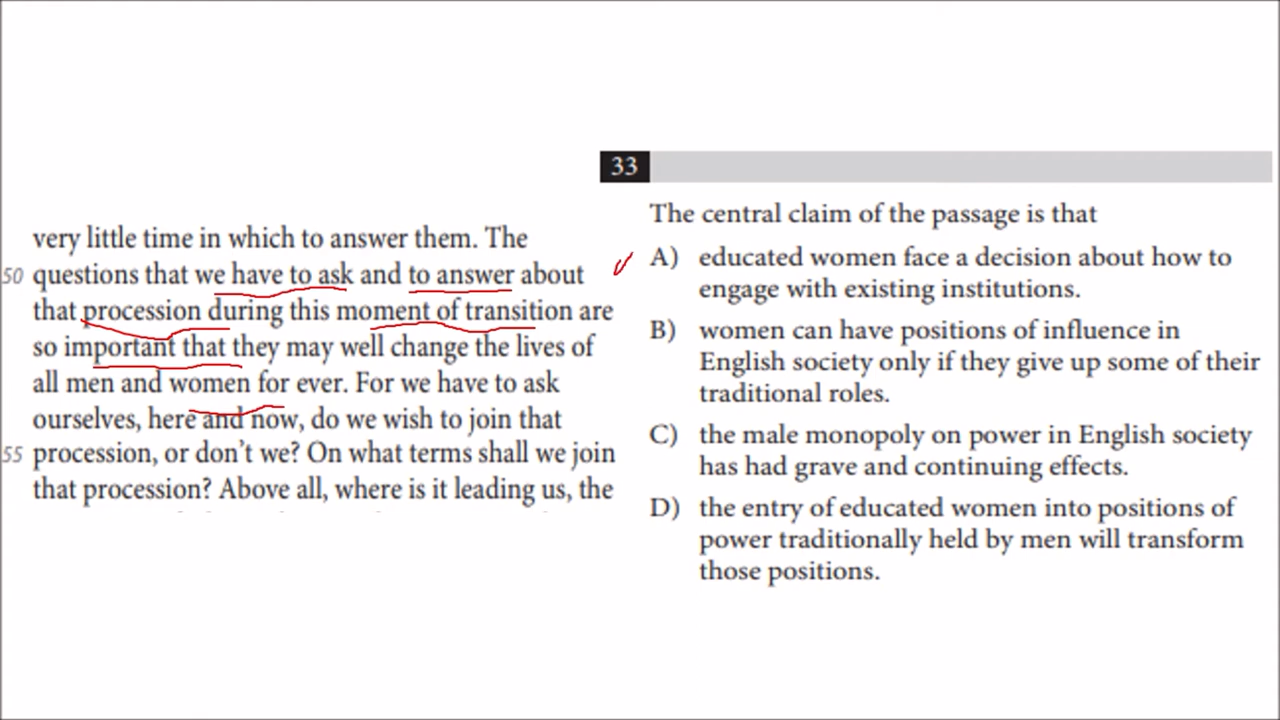 very little time in which to answer them. The
50 questions that we have to ask and to answer about
that procession during this moment of transition are
so important that they may well change the lives of
all men and women for ever. For we have to ask
ourselves, here and now, do we wish to join that
55 procession, or don't we? On what terms shall we join
that procession? Above all, where is it leading us, the
33
The central claim of the passage is that
A) educated women face a decision about how to
engage with existing institutions.
B) women can have positions of influence in
English society only if they give up some of their
traditional roles.
C) the male monopoly on power in English society
has had grave and continuing effects.
D) the entry of educated women into positions of
power traditionally held by men will transform
those positions.